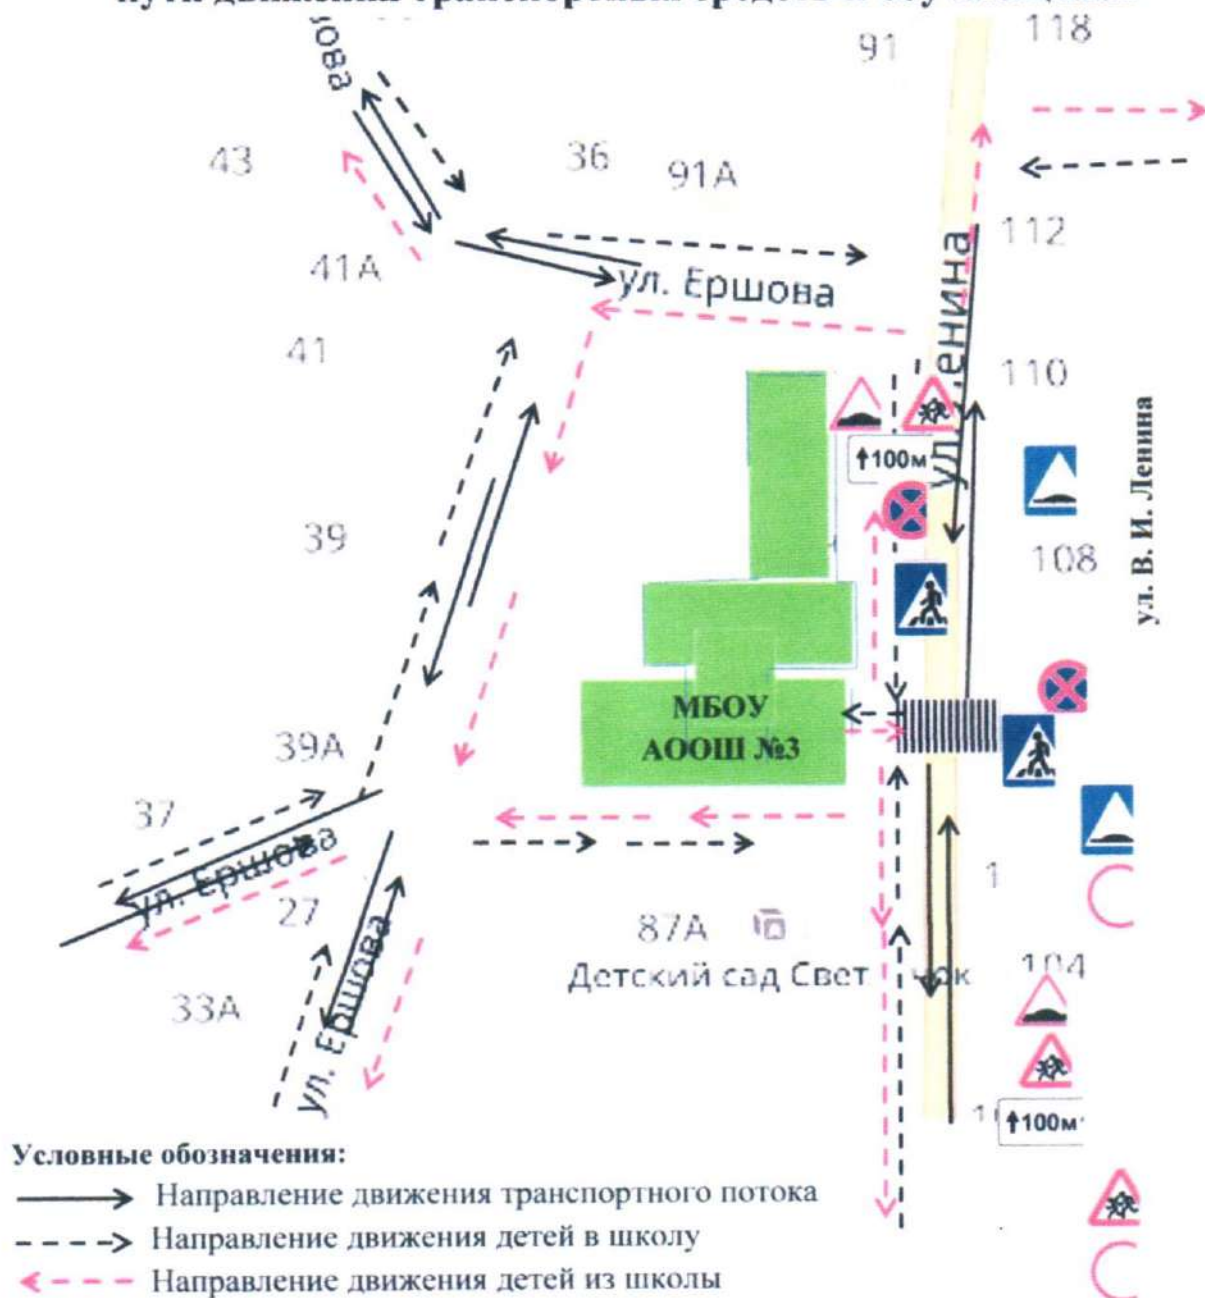 118
91
43
36
91А
112
41А
ул. Ершова
41
110
↑100м
39
108
ул. В. И. Ленина
МБОУ
АООШ №3
39А
37
ул. Ершова
27
1
87А
Детский сад Свет чок
104
33А
ул. Ершова
↑100м
Условные обозначения:
Направление движения транспортного потока
Направление движения детей в школу
Направление движения детей из школы